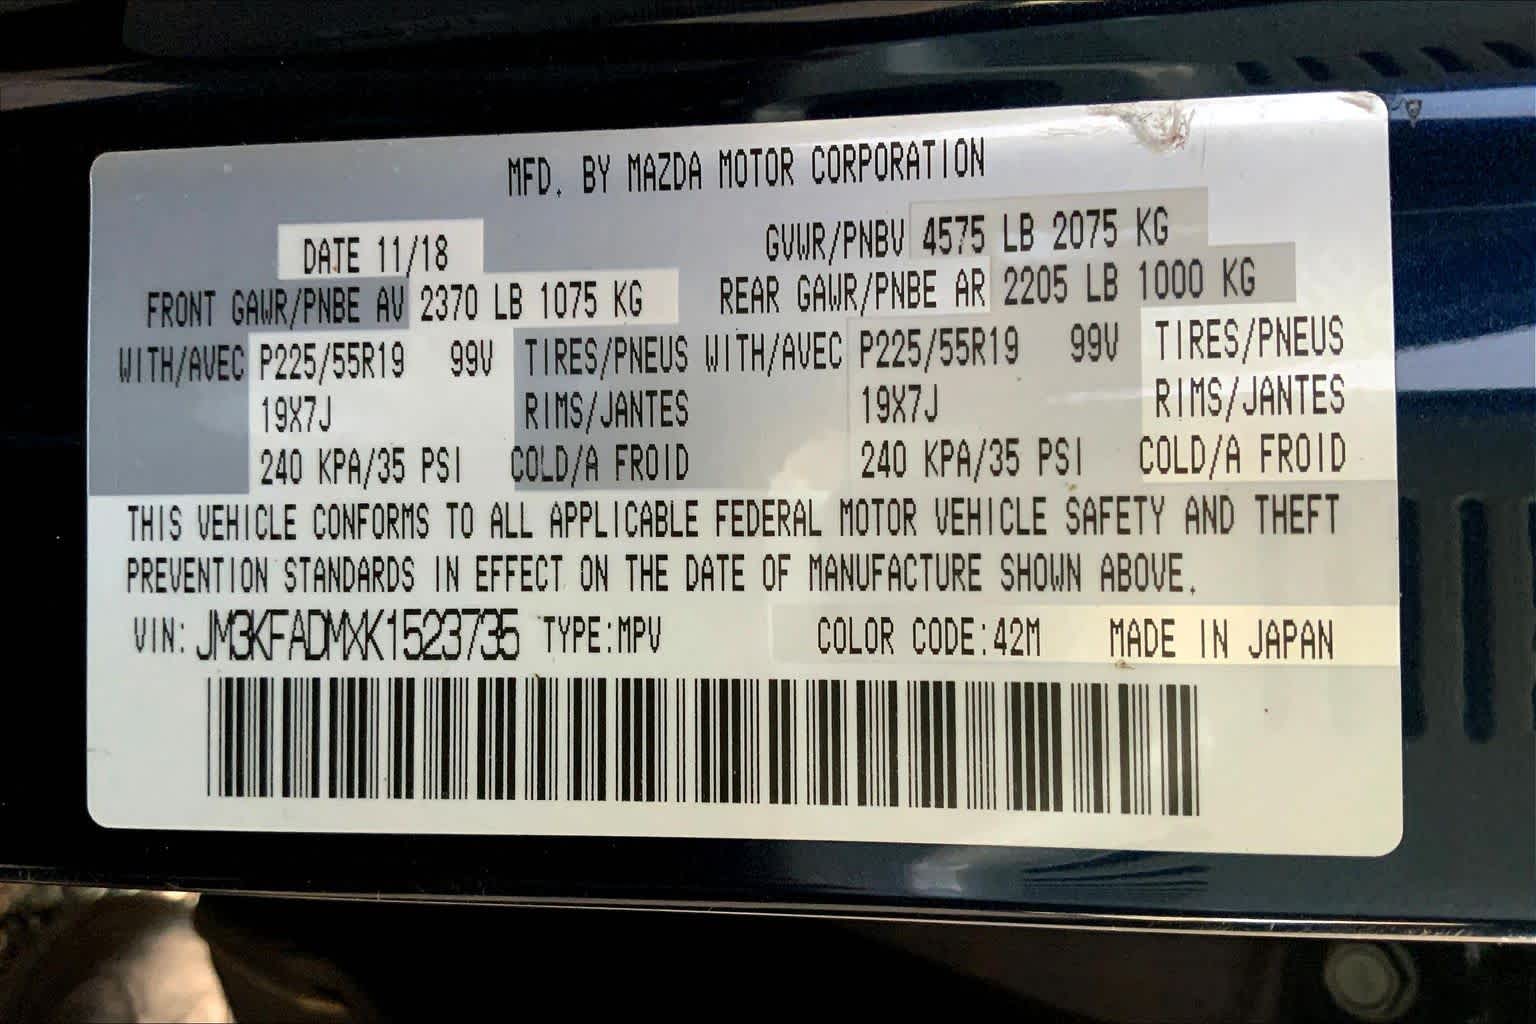 MFD. BY MAZDA MOTOR CORPORATION
DATE 11/18 GVWR/PNBV 4575 LB 2075 KG
FRONT GAWR/PNBE AV 2370 LB 1075 KG REAR GAWR/PNBE AR 2205 LB 1000 KG
WITH/AVEC P225/55R19 99V TIRES/PNEUS WITH/AVEC P225/55R19 99V TIRES/PNEUS
19X7J RIMS/JANTES 19X7J RIMS/JANTES
240 KPA/35 PSI COLD/A FROID 240 KPA/35 PSI COLD/A FROID
THIS VEHICLE CONFORMS TO ALL APPLICABLE FEDERAL MOTOR VEHICLE SAFETY AND THEFT
PREVENTION STANDARDS IN EFFECT ON THE DATE OF MANUFACTURE SHOWN ABOVE.
VIN: JM3KFADMXK1523735 TYPE:MPV COLOR CODE:42M MADE IN JAPAN